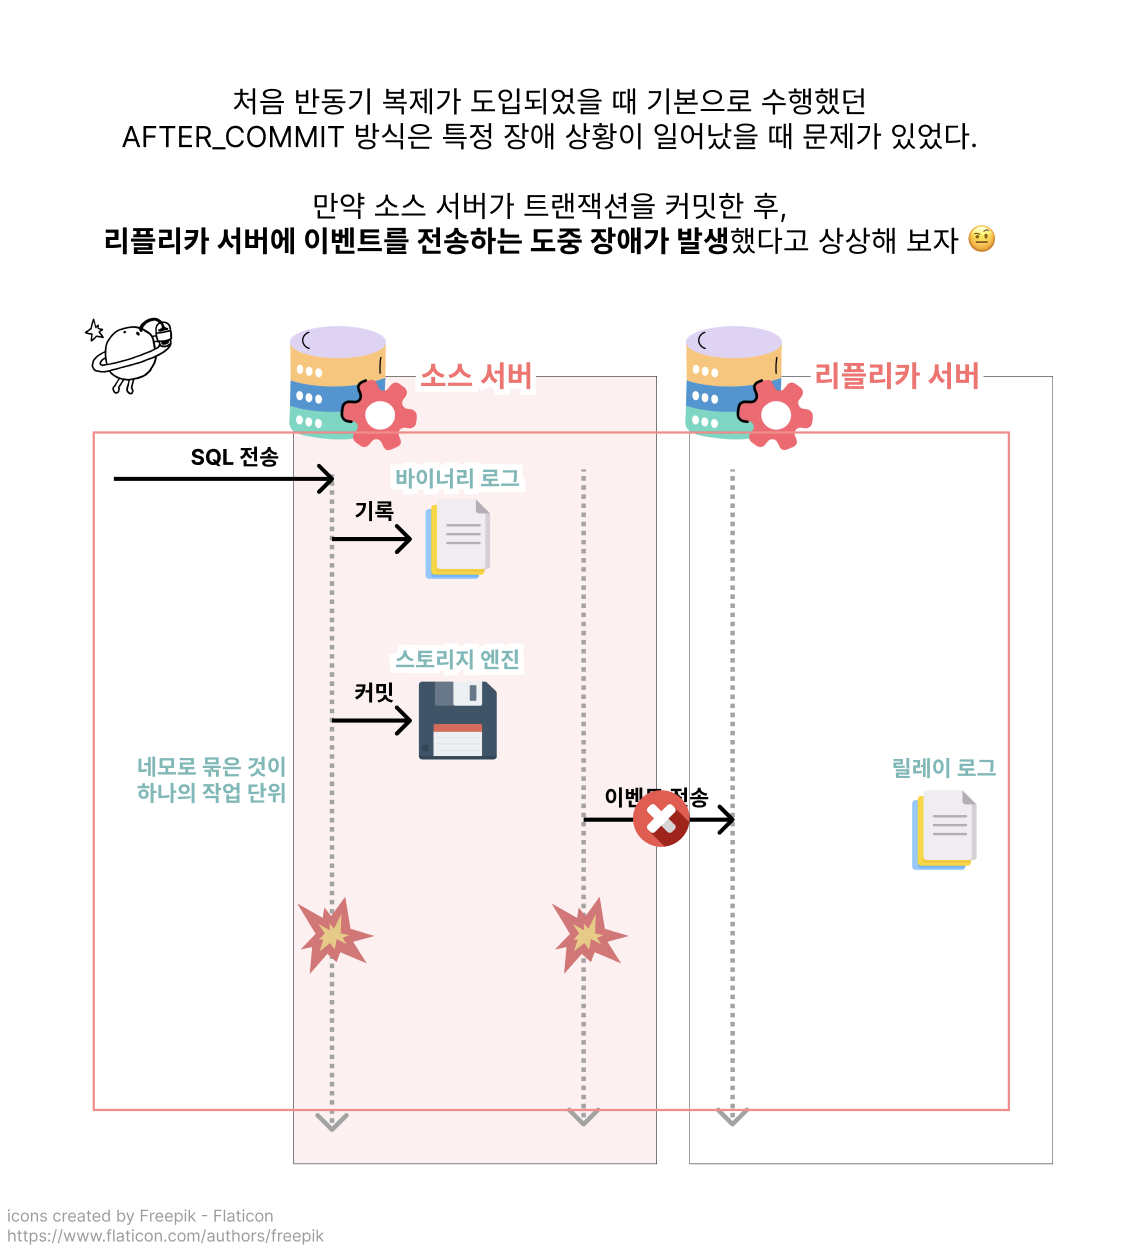 처음 반동기 복제가 도입되었을 때 기본으로 수행했던
AFTER_COMMIT 방식은 특정 장애 상황이 일어났을 때 문제가 있었다.
만약 소스 서버가 트랜잭션을 커밋한 후,
리플리카 서버에 이벤트를 전송하는 도중 장애가 발생했다고 상상해 보자 🤨
소스 서버
리플리카 서버
SQL 전송
바이너리 로그
기록
스토리지 엔진
커밋
네모로 묶은 것이
하나의 작업 단위
이벤트 전송
릴레이 로그
icons created by Freepik - Flaticon
https://www.flaticon.com/authors/freepik